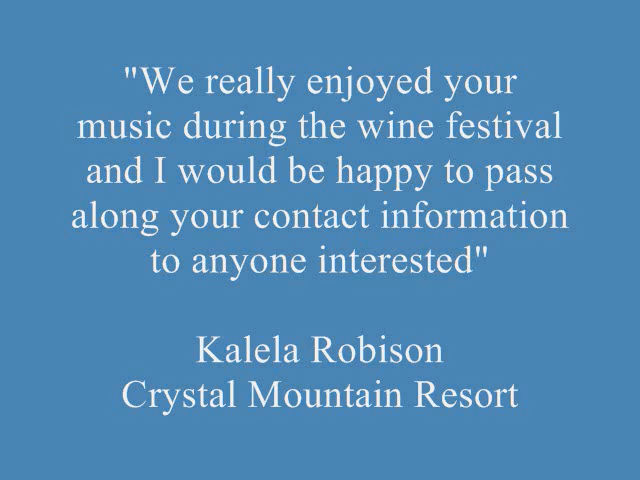 "We really enjoyed your
music during the wine festival
and I would be happy to pass
along your contact information
to anyone interested"
Kalela Robison
Crystal Mountain Resort